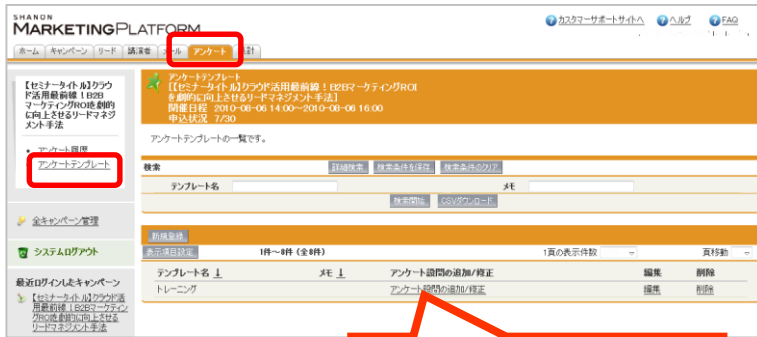 SHANON
MARKETINGPLATFORM
カスタマーサポートサイトへ ヘルプ FAQ
ホーム キャンペーン リード 講演者 メール アンケート
【セミナータイトル】クラウ
ド活用最前線！B2B
マーケティングROIを劇的
に向上させるリードマネジ
メント手法
アンケート履歴
アンケートテンプレート
全キャンペーン管理
システムログアウト
最近ログインしたキャンペーン
【セミナータイトル】クラウド活
用最前線！B2Bマーケティン
グROIを劇的に向上させる
リードマネジメント手法
アンケートテンプレート
【【セミナータイトル】クラウド活用最前線！B2BマーケティングROI
を劇的に向上させるリードマネジメント手法】
開催日程 2010-08-06 14:00～2010-08-06 16:00
申込状況 7/30
アンケートテンプレートの一覧です。
検索 詳細検索 検索条件を保存 検索条件のクリア
テンプレート名 メモ
検索開始 CSVダウンロード
新規登録
表示項目設定 1件～8件 (全8件) 1頁の表示件数 頁移動
テンプレート名 ↓ メモ ↓ アンケート設問の追加/修正 編集 削除
トレーニング アンケート設問の追加/修正 編集 削除